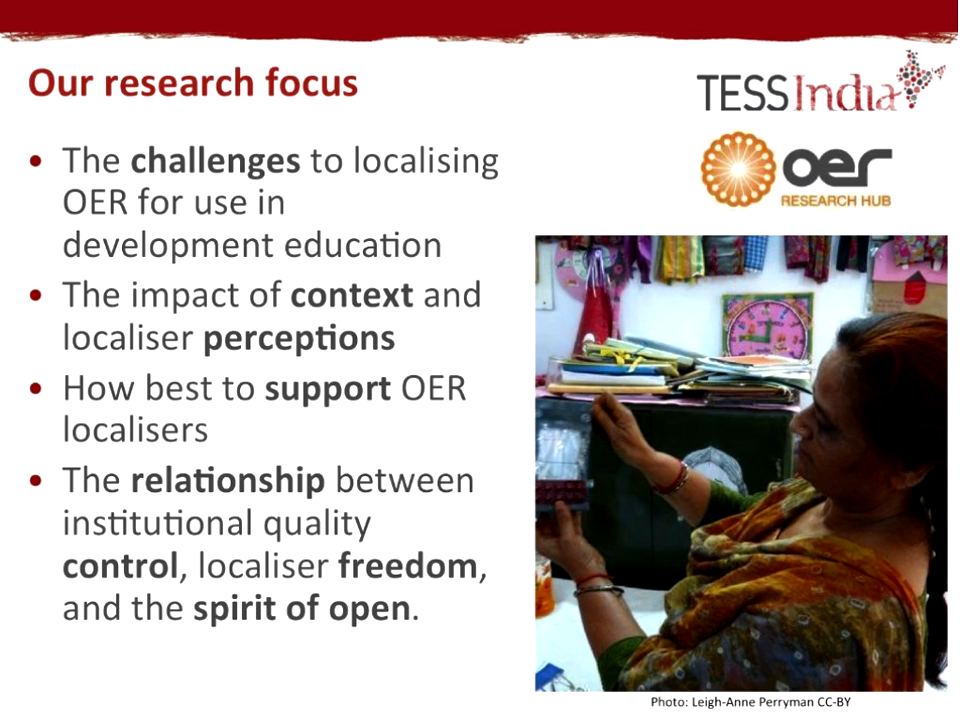 Our research focus
TESSIndia
oer
RESEARCH HUB
• The challenges to localising
OER for use in
development education
• The impact of context and
localiser perceptions
• How best to support OER
localisers
• The relationship between
institutional quality
control, localiser freedom,
and the spirit of open.
Photo: Leigh-Anne Perryman CC-BY